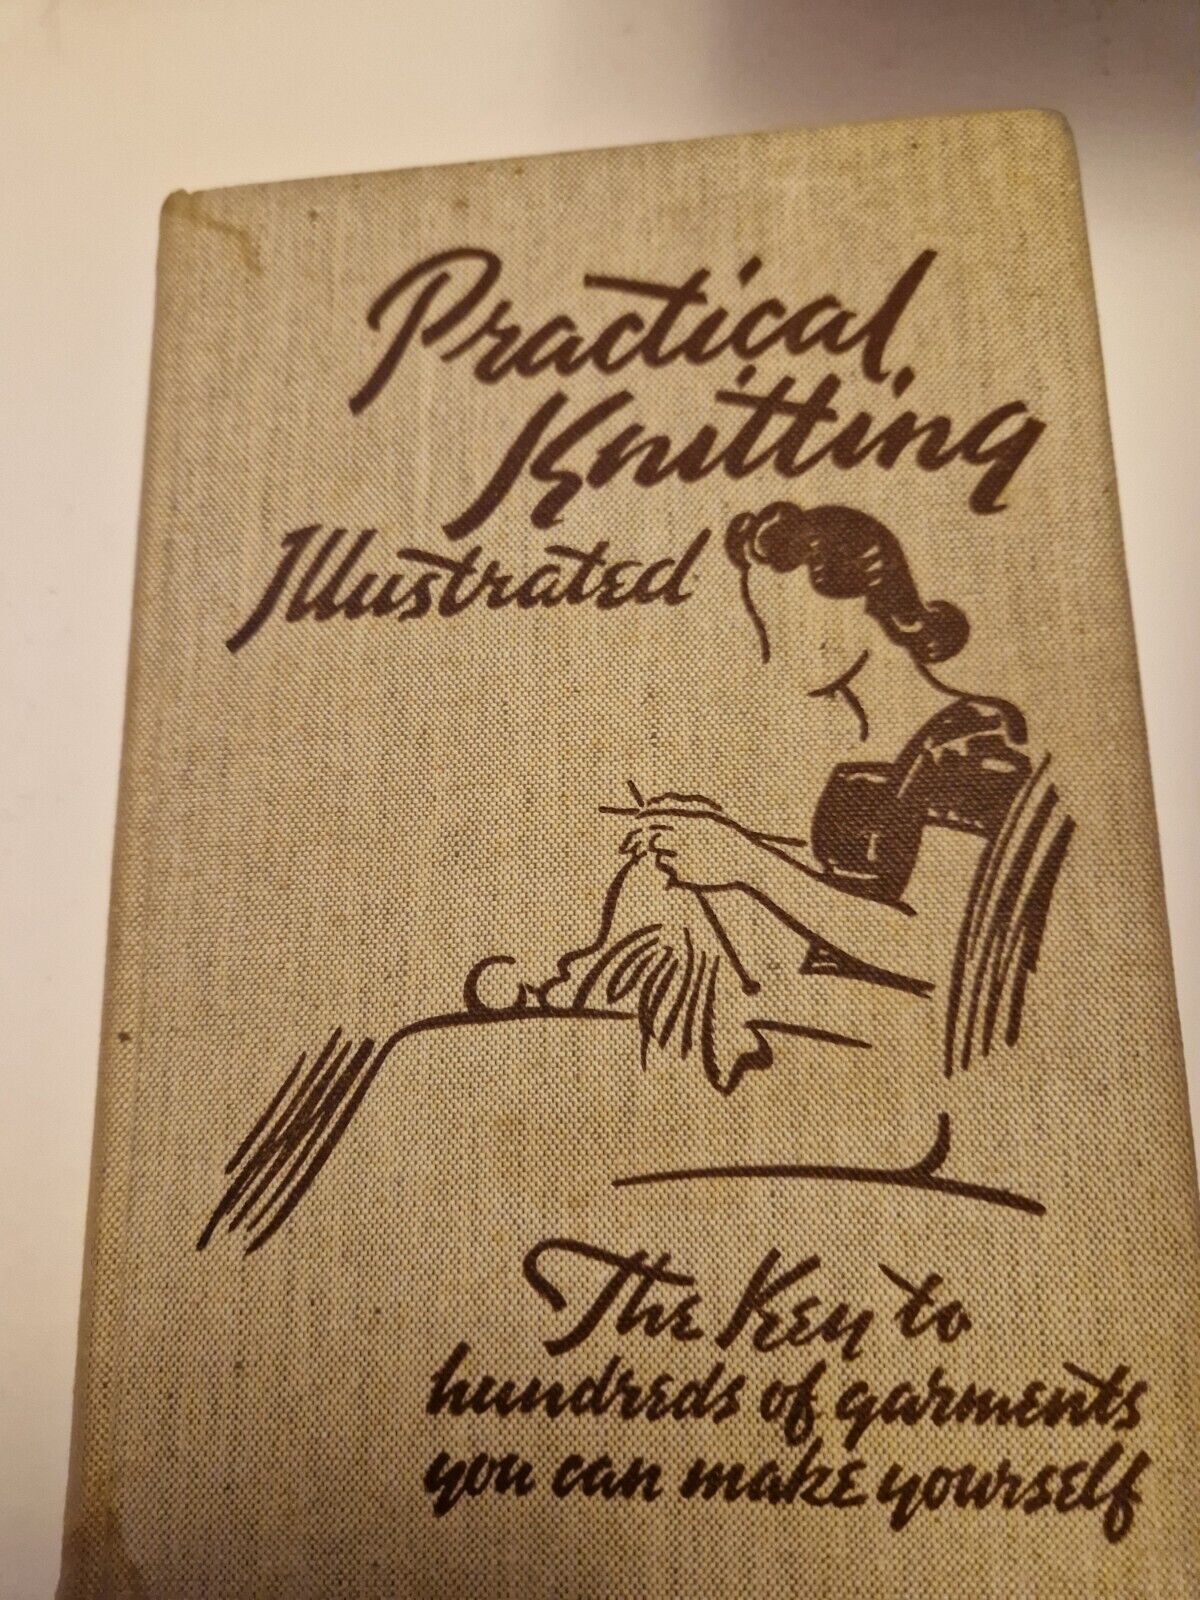 Practical
Knitting
Illustrated
The Key to
hundreds of garments
you can make yourself